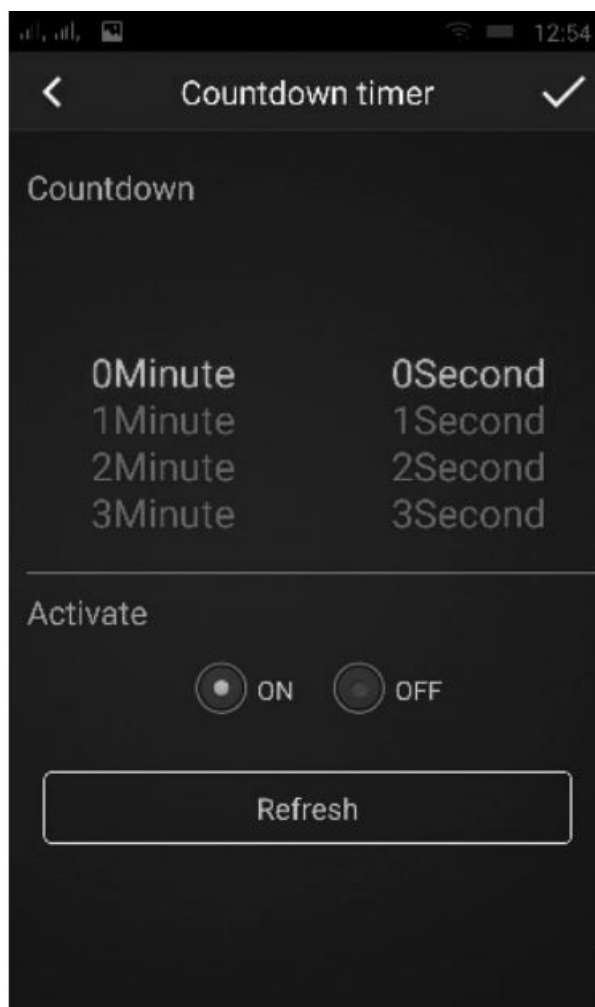 12:54
Countdown timer
Countdown
0Minute 0Second
1Minute 1Second
2Minute 2Second
3Minute 3Second
Activate
ON OFF
Refresh